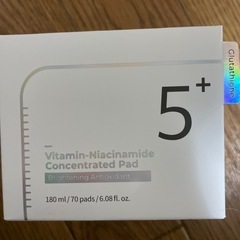 5+
Glutathione
Vitamin-Niacinamide
Concentrated Pad
Brightening Antioxidant
180 ml / 70 pads / 6.08 fl. oz.